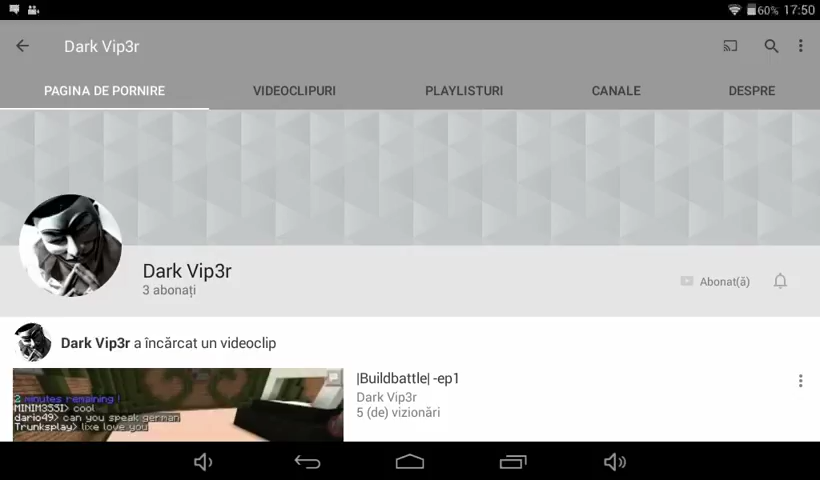 60% 17:50
Dark Vip3r
PAGINA DE PORNIRE VIDEOCLIPURI PLAYLISTURI CANALE DESPRE
Dark Vip3r
3 abonați
Abonat(ă)
Dark Vip3r a încărcat un videoclip
|Buildbattle| -ep1
Dark Vip3r
5 (de) vizionări
2 minutes remaining !
MINIM3SSI> cool
dario49> can you speak german
Trunksplay> lixe love you